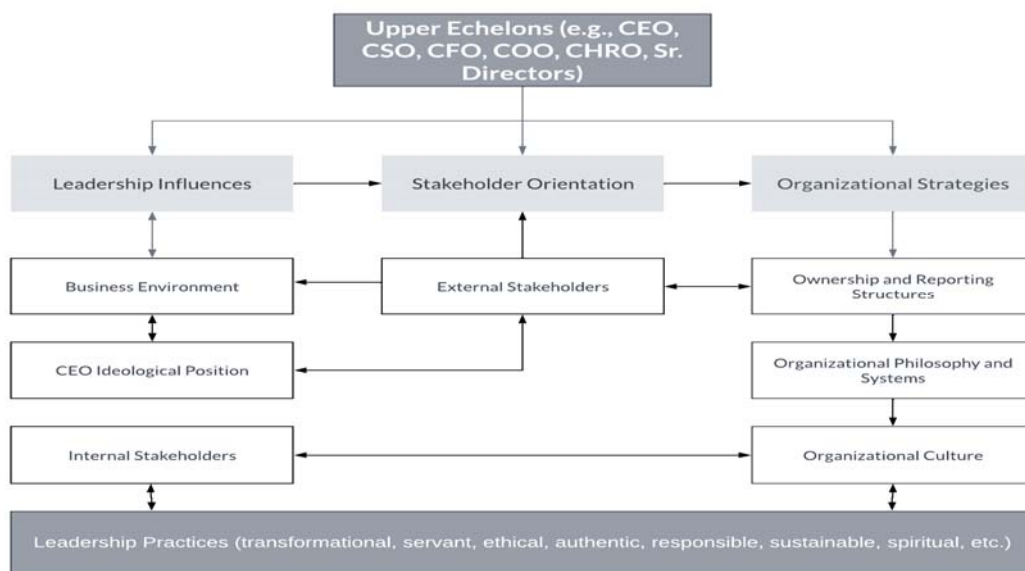 Upper Echelons (e.g., CEO,
CSO, CFO, COO, CHRO, Sr.
Directors)
Leadership Influences
Stakeholder Orientation
Organizational Strategies
Business Environment
External Stakeholders
Ownership and Reporting
Structures
CEO Ideological Position
Organizational Philosophy and
Systems
Internal Stakeholders
Organizational Culture
Leadership Practices (transformational, servant, ethical, authentic, responsible, sustainable, spiritual, etc.)